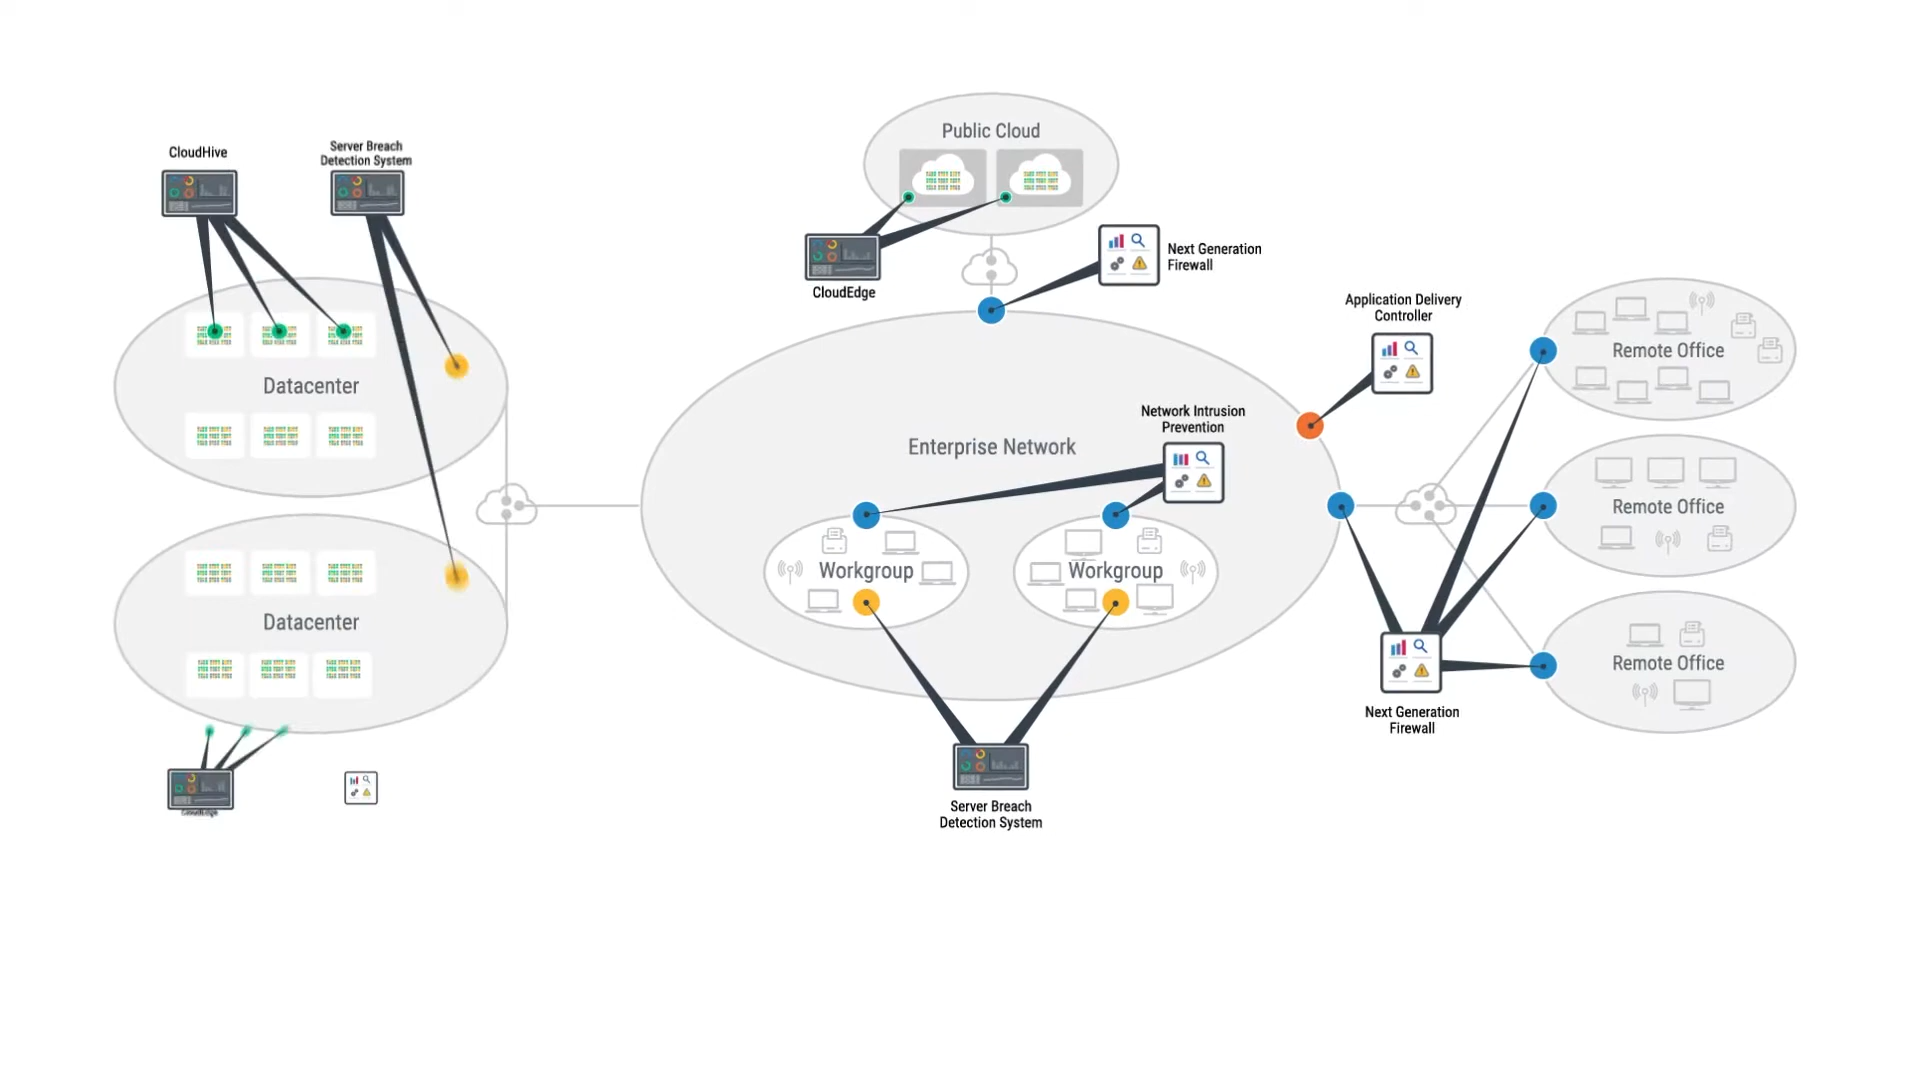 CloudHive
Server Breach
Detection System
Datacenter
Datacenter
CloudEdge
Public Cloud
CloudEdge
Next Generation
Firewall
Enterprise Network
Network Intrusion
Prevention
Workgroup
Workgroup
Server Breach
Detection System
Application Delivery
Controller
Next Generation
Firewall
Remote Office
Remote Office
Remote Office